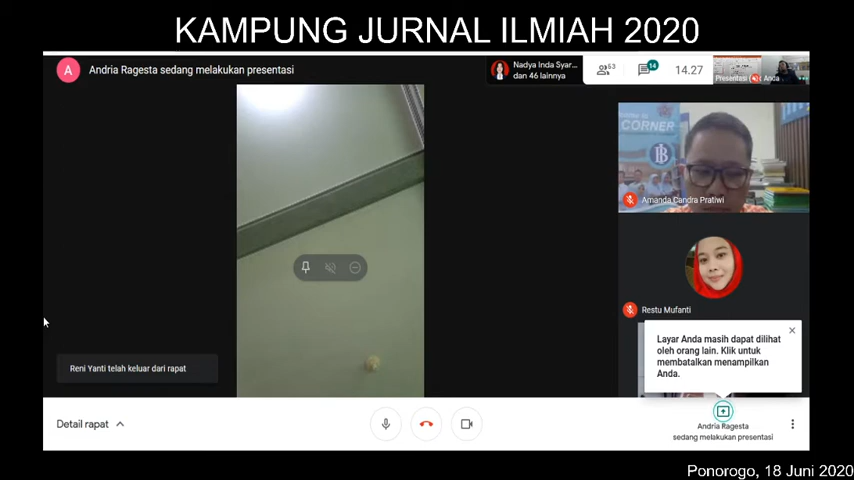 KAMPUNG JURNAL ILMIAH 2020
A
Andria Ragesta sedang melakukan presentasi
Nadya Inda Syar...
dan 46 lainnya
53
14
14.27
Presentasi
Anda
CORNER
Amanda Candra Pratiwi
Restu Mufanti
Layar Anda masih dapat dilihat
oleh orang lain. Klik untuk
membatalkan menampilkan
Anda.
Reni Yanti telah keluar dari rapat
Detail rapat
Andria Ragesta
sedang melakukan presentasi
Ponorogo, 18 Juni 2020